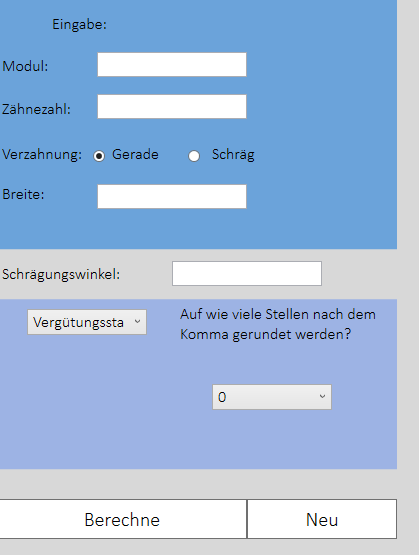 Eingabe:
Modul:
Zähnezahl:
Verzahnung: Gerade Schräg
Breite:
Schrägungswinkel:
Vergütungssta
Auf wie viele Stellen nach dem
Komma gerundet werden?
0
Berechne Neu